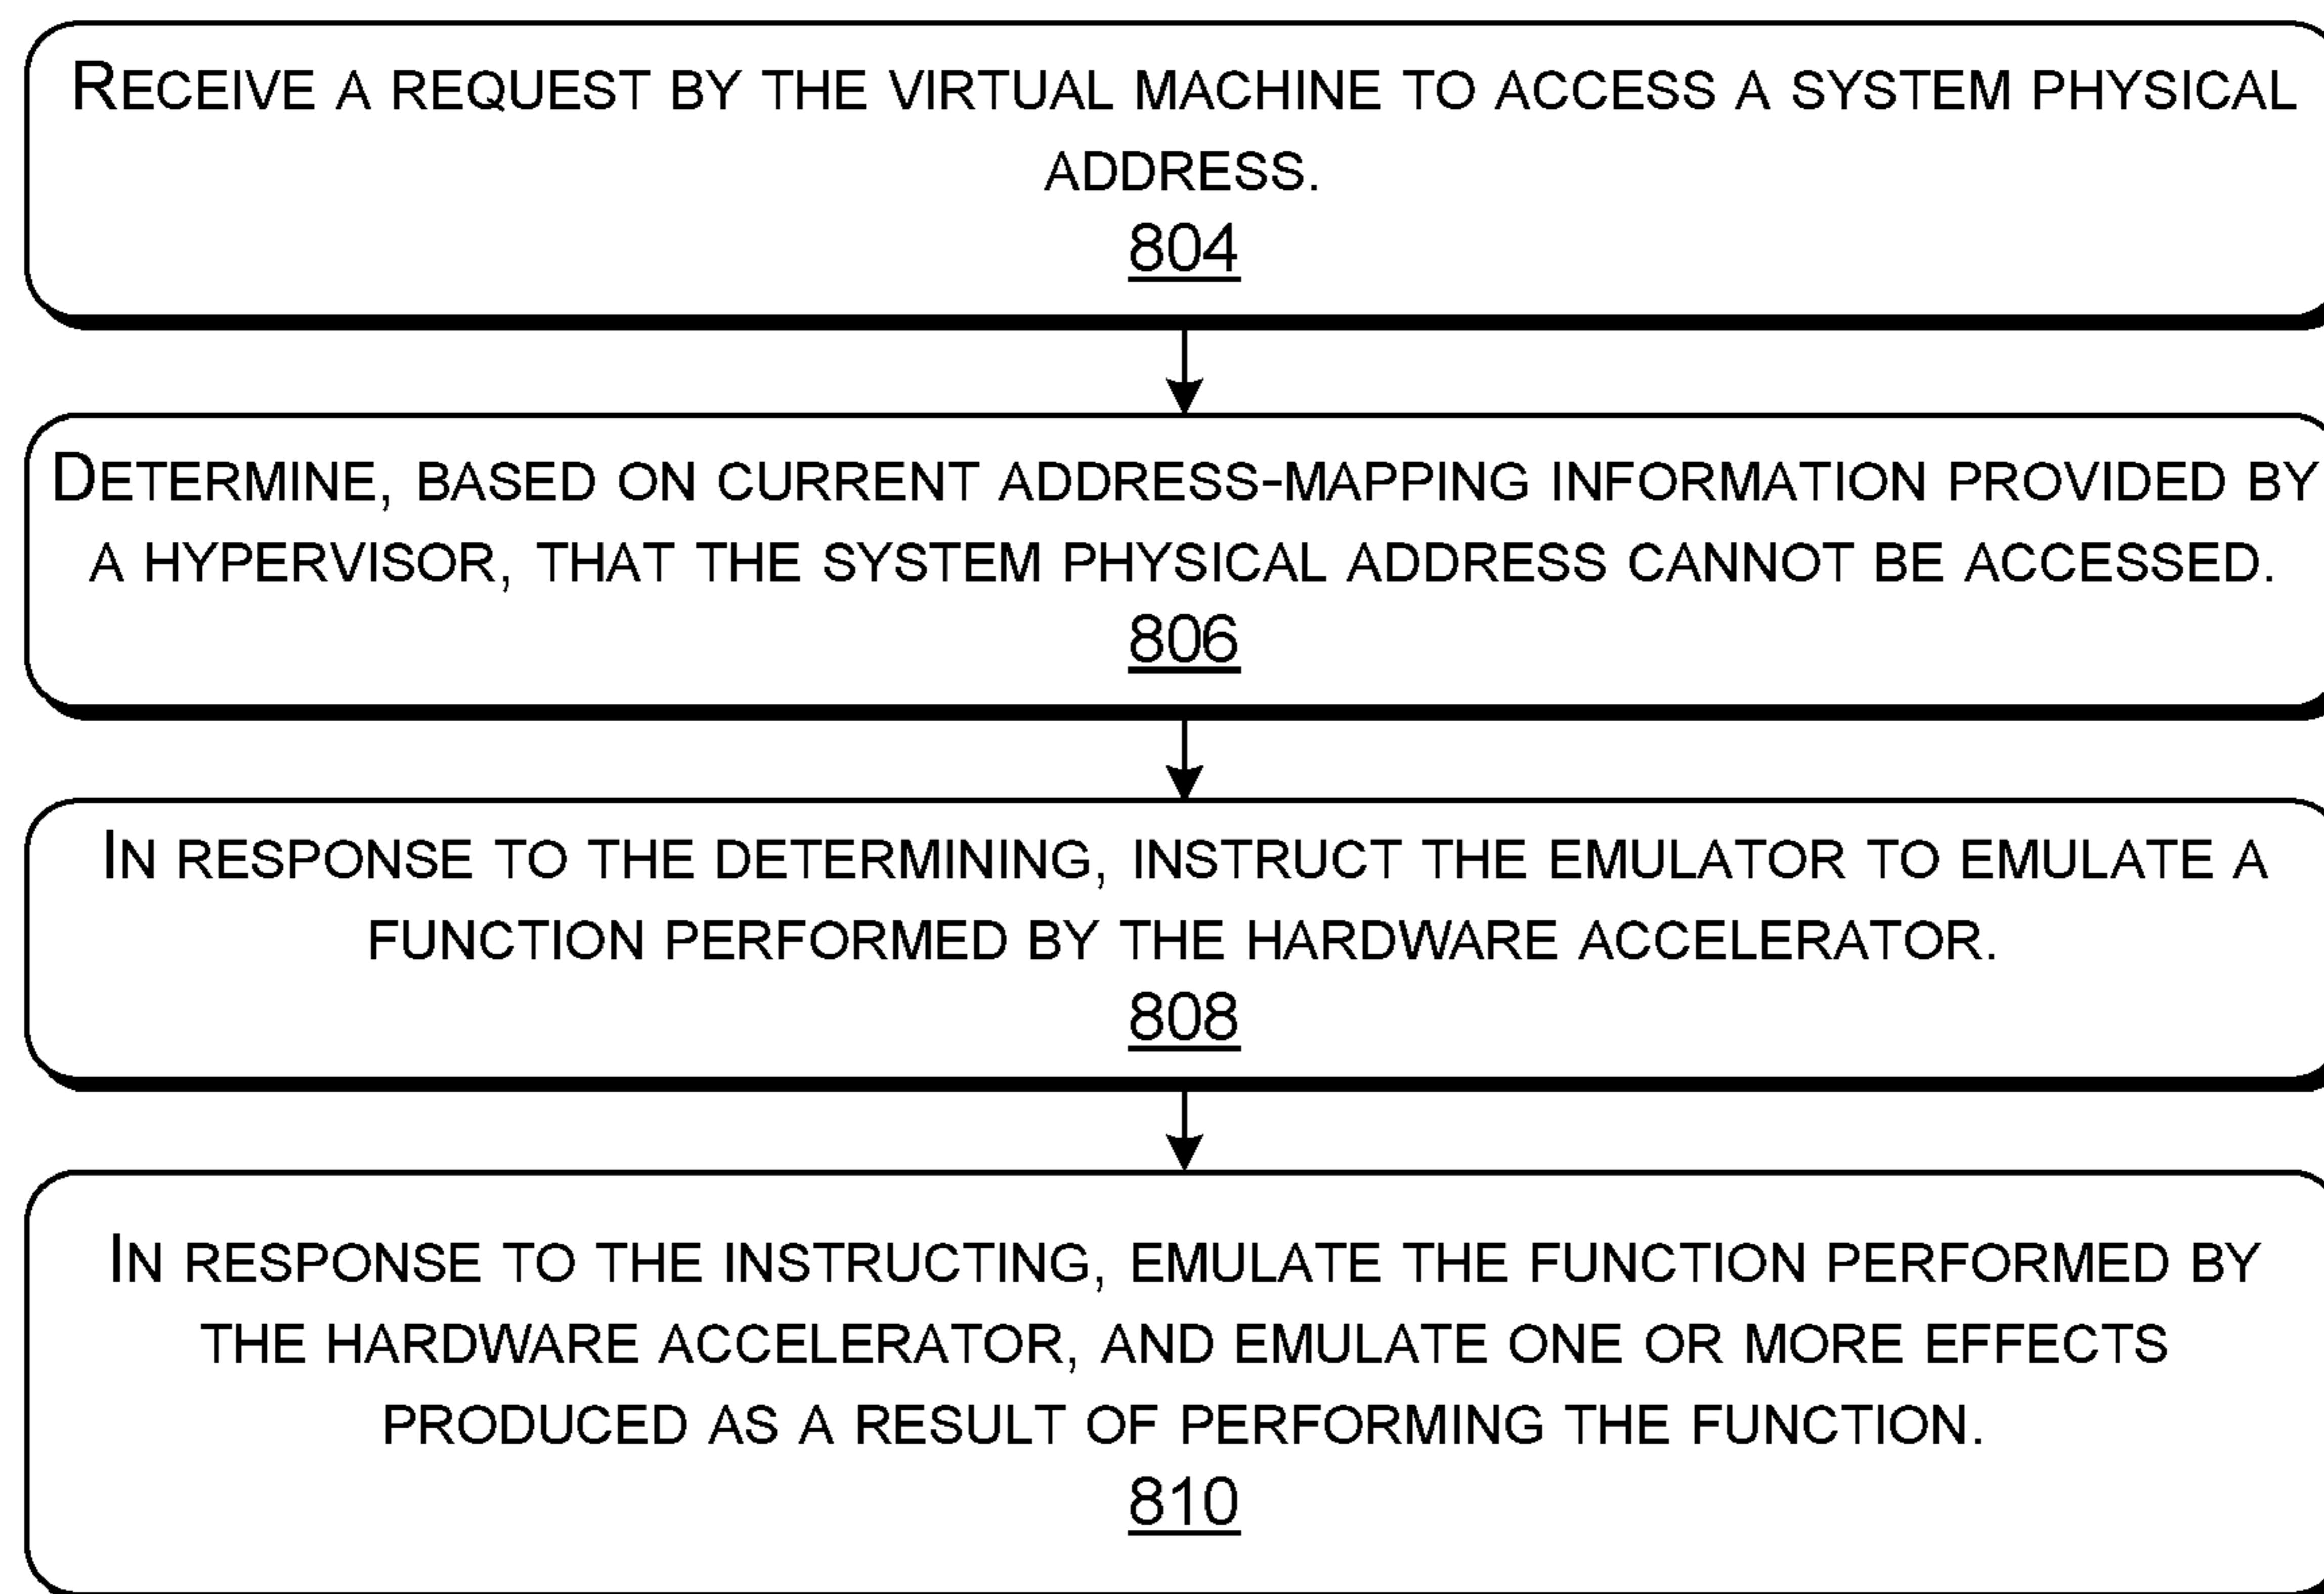 RECEIVE A REQUEST BY THE VIRTUAL MACHINE TO ACCESS A SYSTEM PHYSICAL
ADDRESS.
804
DETERMINE, BASED ON CURRENT ADDRESS-MAPPING INFORMATION PROVIDED BY
A HYPERVISOR, THAT THE SYSTEM PHYSICAL ADDRESS CANNOT BE ACCESSED.
806
IN RESPONSE TO THE DETERMINING, INSTRUCT THE EMULATOR TO EMULATE A
FUNCTION PERFORMED BY THE HARDWARE ACCELERATOR.
808
IN RESPONSE TO THE INSTRUCTING, EMULATE THE FUNCTION PERFORMED BY
THE HARDWARE ACCELERATOR, AND EMULATE ONE OR MORE EFFECTS
PRODUCED AS A RESULT OF PERFORMING THE FUNCTION.
810